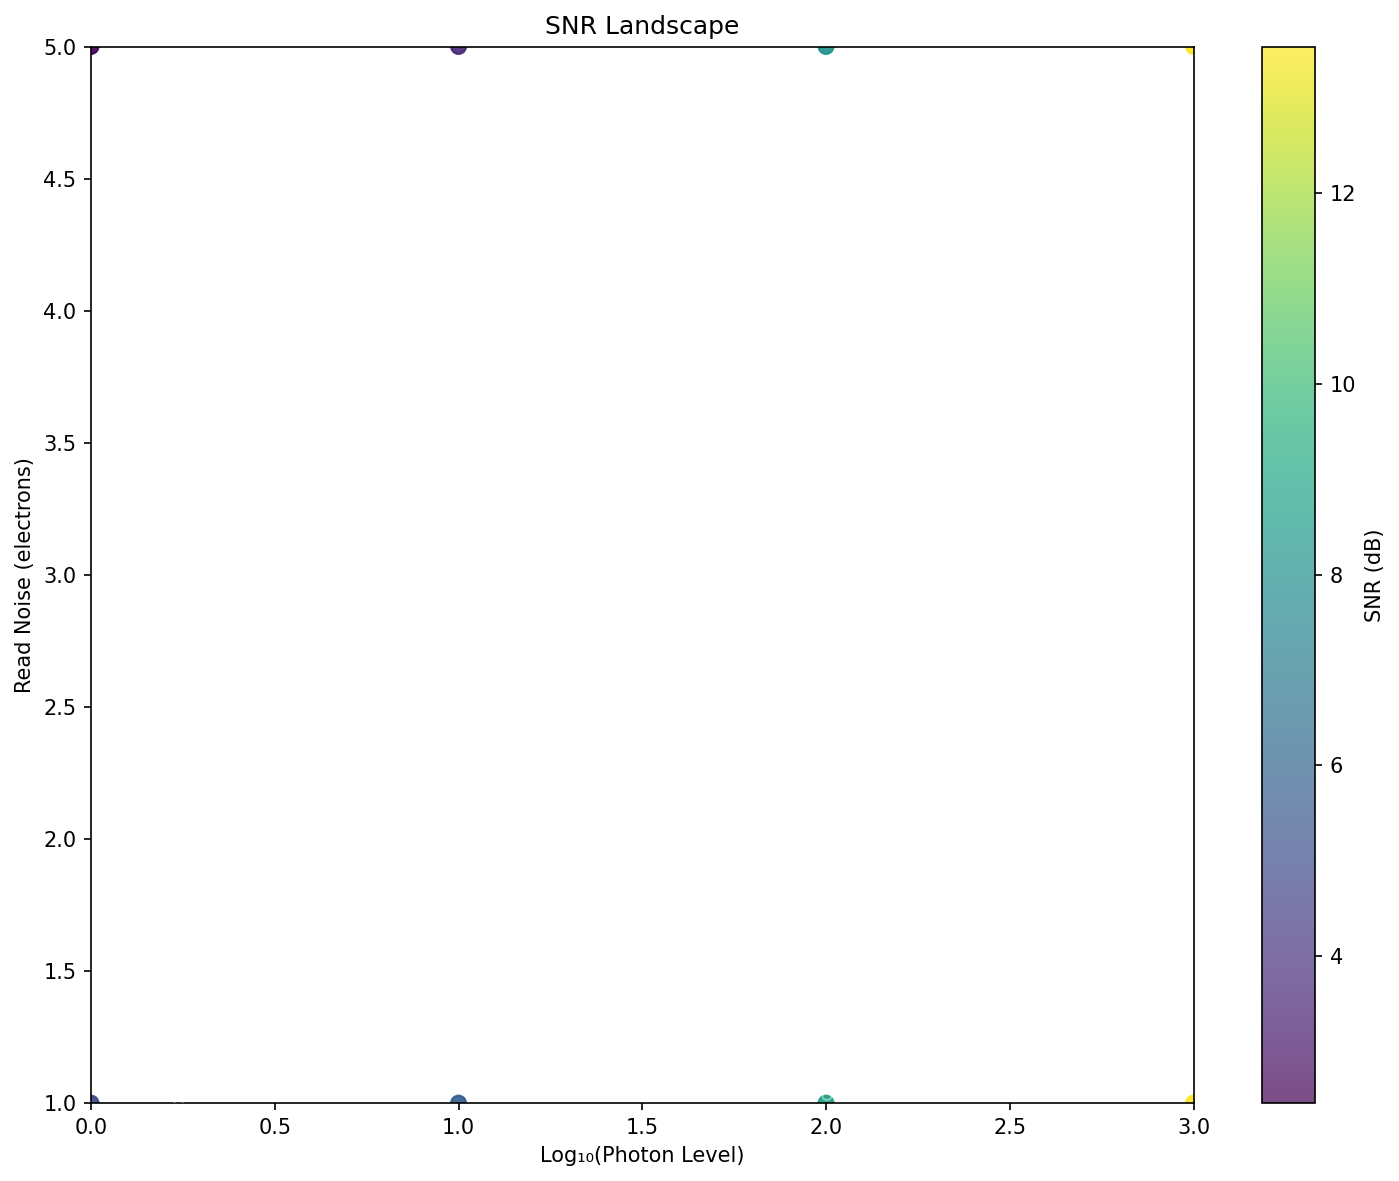 SNR Landscape
5.0
4.5
4.0
3.5
3.0
2.5
2.0
1.5
1.0
Read Noise (electrons)
0.0 0.5 1.0 1.5 2.0 2.5 3.0
Log₁₀(Photon Level)
12
10
8
6
4
SNR (dB)